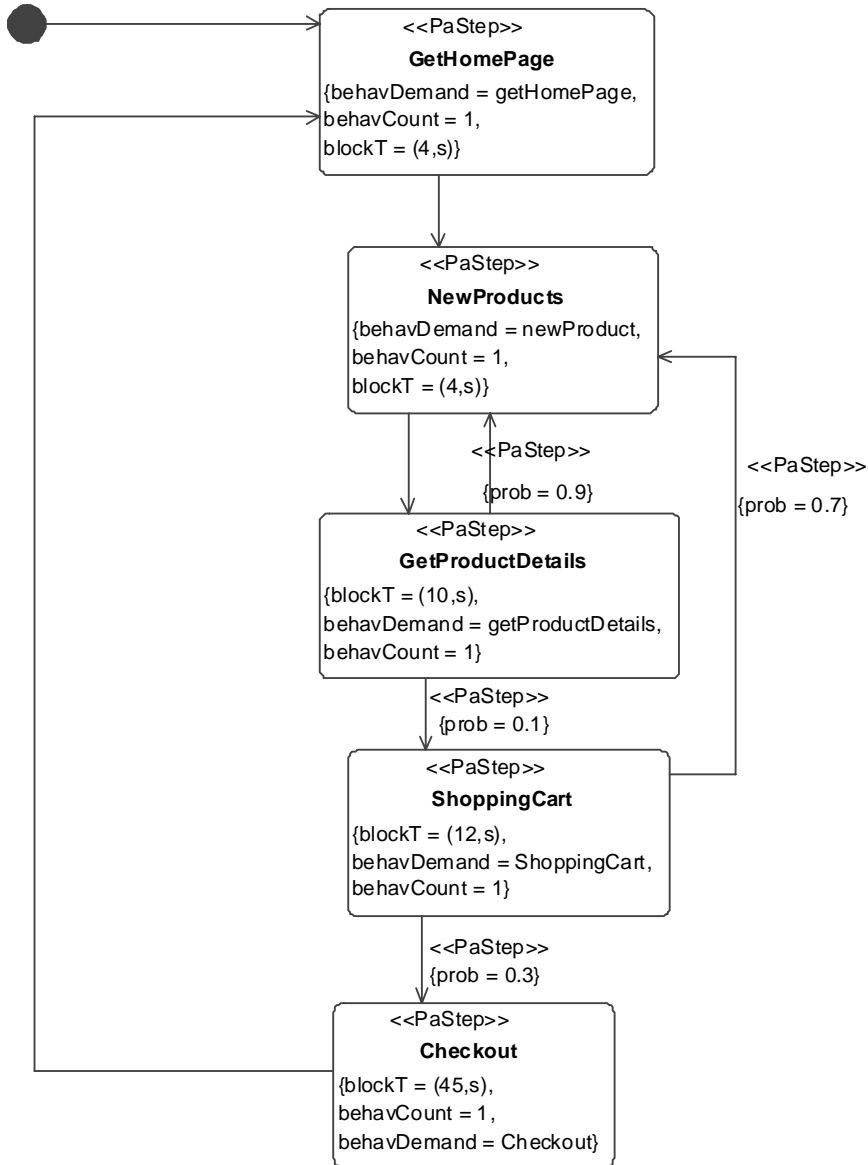 <<PaStep>>
GetHomePage
{behavDemand = getHomePage,
behavCount = 1,
blockT = (4,s)}
<<PaStep>>
NewProducts
{behavDemand = newProduct,
behavCount = 1,
blockT = (4,s)}
<<PaStep>>
{prob = 0.9}
<<PaStep>>
{prob = 0.7}
<<PaStep>>
GetProductDetails
{blockT = (10,s),
behavDemand = getProductDetails,
behavCount = 1}
<<PaStep>>
{prob = 0.1}
<<PaStep>>
ShoppingCart
{blockT = (12,s),
behavDemand = ShoppingCart,
behavCount = 1}
<<PaStep>>
{prob = 0.3}
<<PaStep>>
Checkout
{blockT = (45,s),
behavCount = 1,
behavDemand = Checkout}